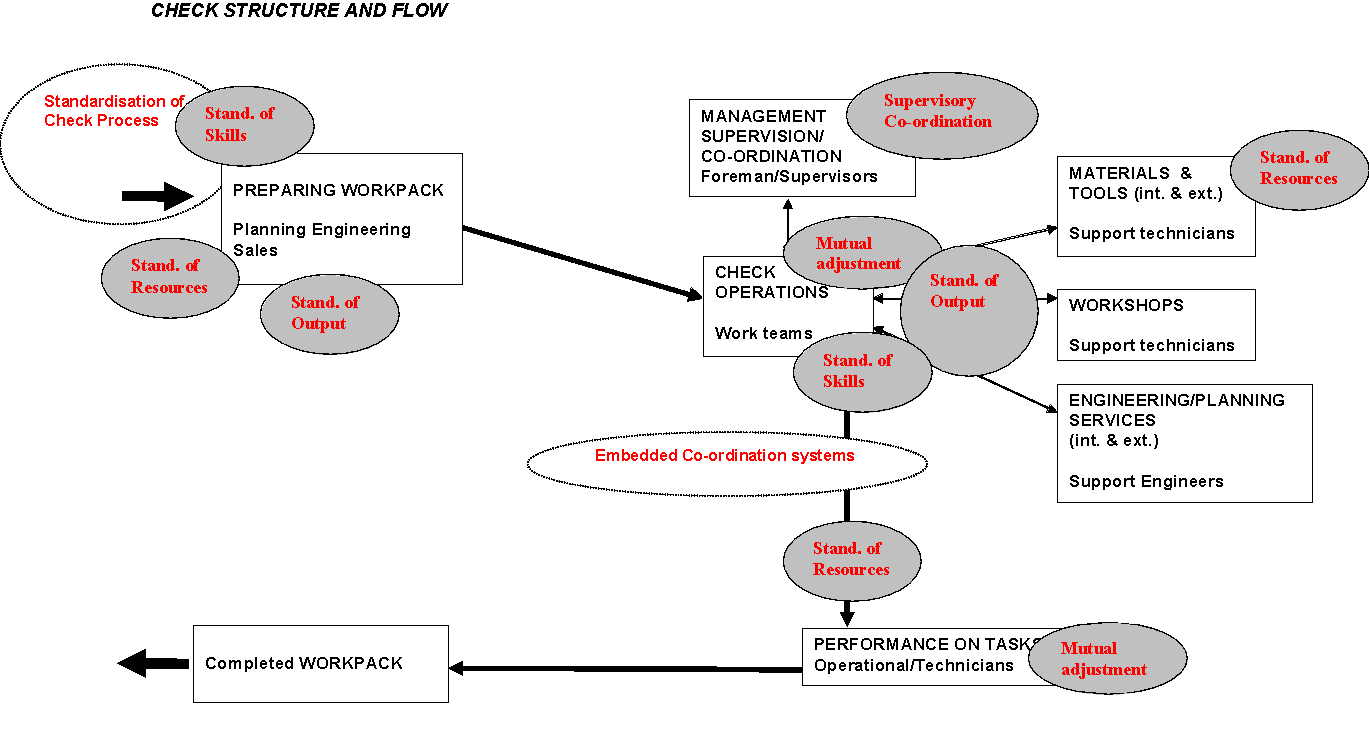 CHECK STRUCTURE AND FLOW
Standardisation of
Check Process
Stand. of
Skills
PREPARING WORKPACK
Planning Engineering
Sales
Stand. of
Resources
Stand. of
Output
MANAGEMENT
SUPERVISION/
CO-ORDINATION
Foreman/Supervisors
Supervisory
Co-ordination
MATERIALS & 
TOOLS (int. & ext.)
Support technicians
Stand. of
Resources
Mutual
adjustment
CHECK
OPERATIONS
Work teams
Stand. of
Output
WORKSHOPS
Support technicians
Stand. of
Skills
ENGINEERING/PLANNING
SERVICES
(int. & ext.)
Support Engineers
Embedded Co-ordination systems
Stand. of
Resources
PERFORMANCE ON TASKS
Operational/Technicians
Mutual
adjustment
Completed WORKPACK